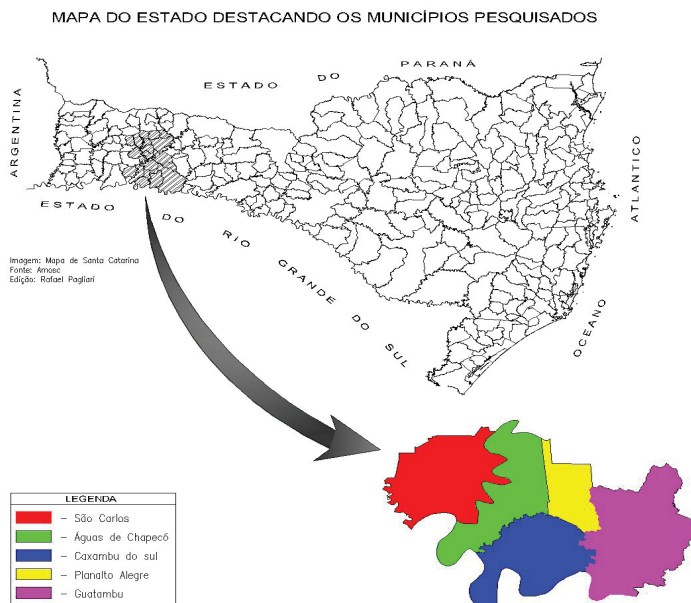 MAPA DO ESTADO DESTACANDO OS MUNICÍPIOS PESQUISADOS
ESTADO DO PARANÁ
ARGENTINA
ATLANTICO
OCEANO
ESTADO DO RIO GRANDE DO SUL
Imagem: Mapa de Santa Catarina
Fonte: Amosc
Edição: Rafael Pagliari
LEGENDA
– São Carlos
– Águas de Chapecó
– Caxambu do sul
– Planalto Alegre
– Guatambu